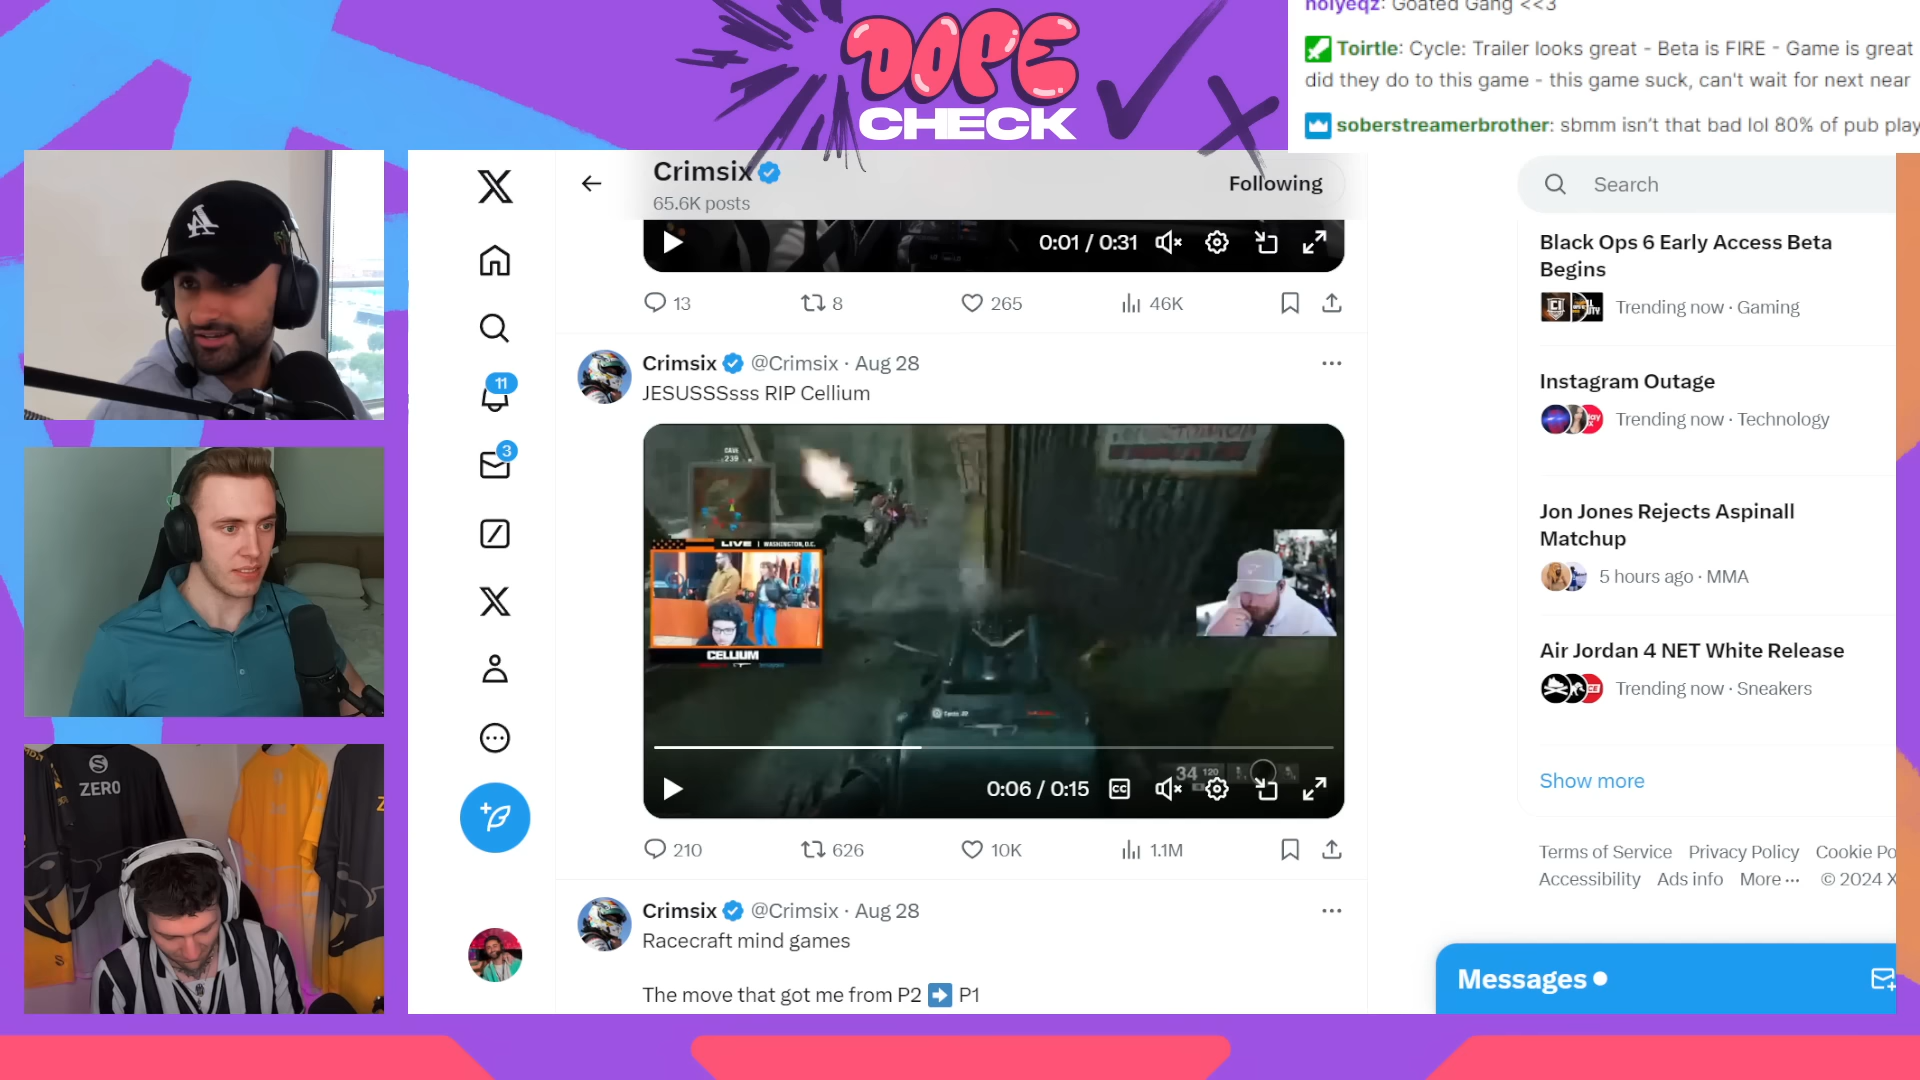 DOPE
CHECK
holyeqz: Goated Gang <<3
Toirtle: Cycle: Trailer looks great - Beta is FIRE - Game is great
did they do to this game - this game suck, can't wait for next near
soberstreamerbrother: sbmm isn't that bad lol 80% of pub play
Crimsix
65.6K posts
Following
Search
0:01 / 0:31
13
8
265
46K
Crimsix @Crimsix · Aug 28
JESUSSSsss RIP Cellium
LIVE | WASHINGTON, D.C.
CELLIUM
34 120
0:06 / 0:15
CC
210
626
10K
1.1M
Crimsix @Crimsix · Aug 28
Racecraft mind games
The move that got me from P2 ➡ P1
11
3
Black Ops 6 Early Access Beta
Begins
Trending now · Gaming
Instagram Outage
Trending now · Technology
Jon Jones Rejects Aspinall
Matchup
5 hours ago · MMA
Air Jordan 4 NET White Release
Trending now · Sneakers
Show more
Terms of Service Privacy Policy Cookie Po
Accessibility Ads info More ··· © 2024 X
Messages
A
ZERO